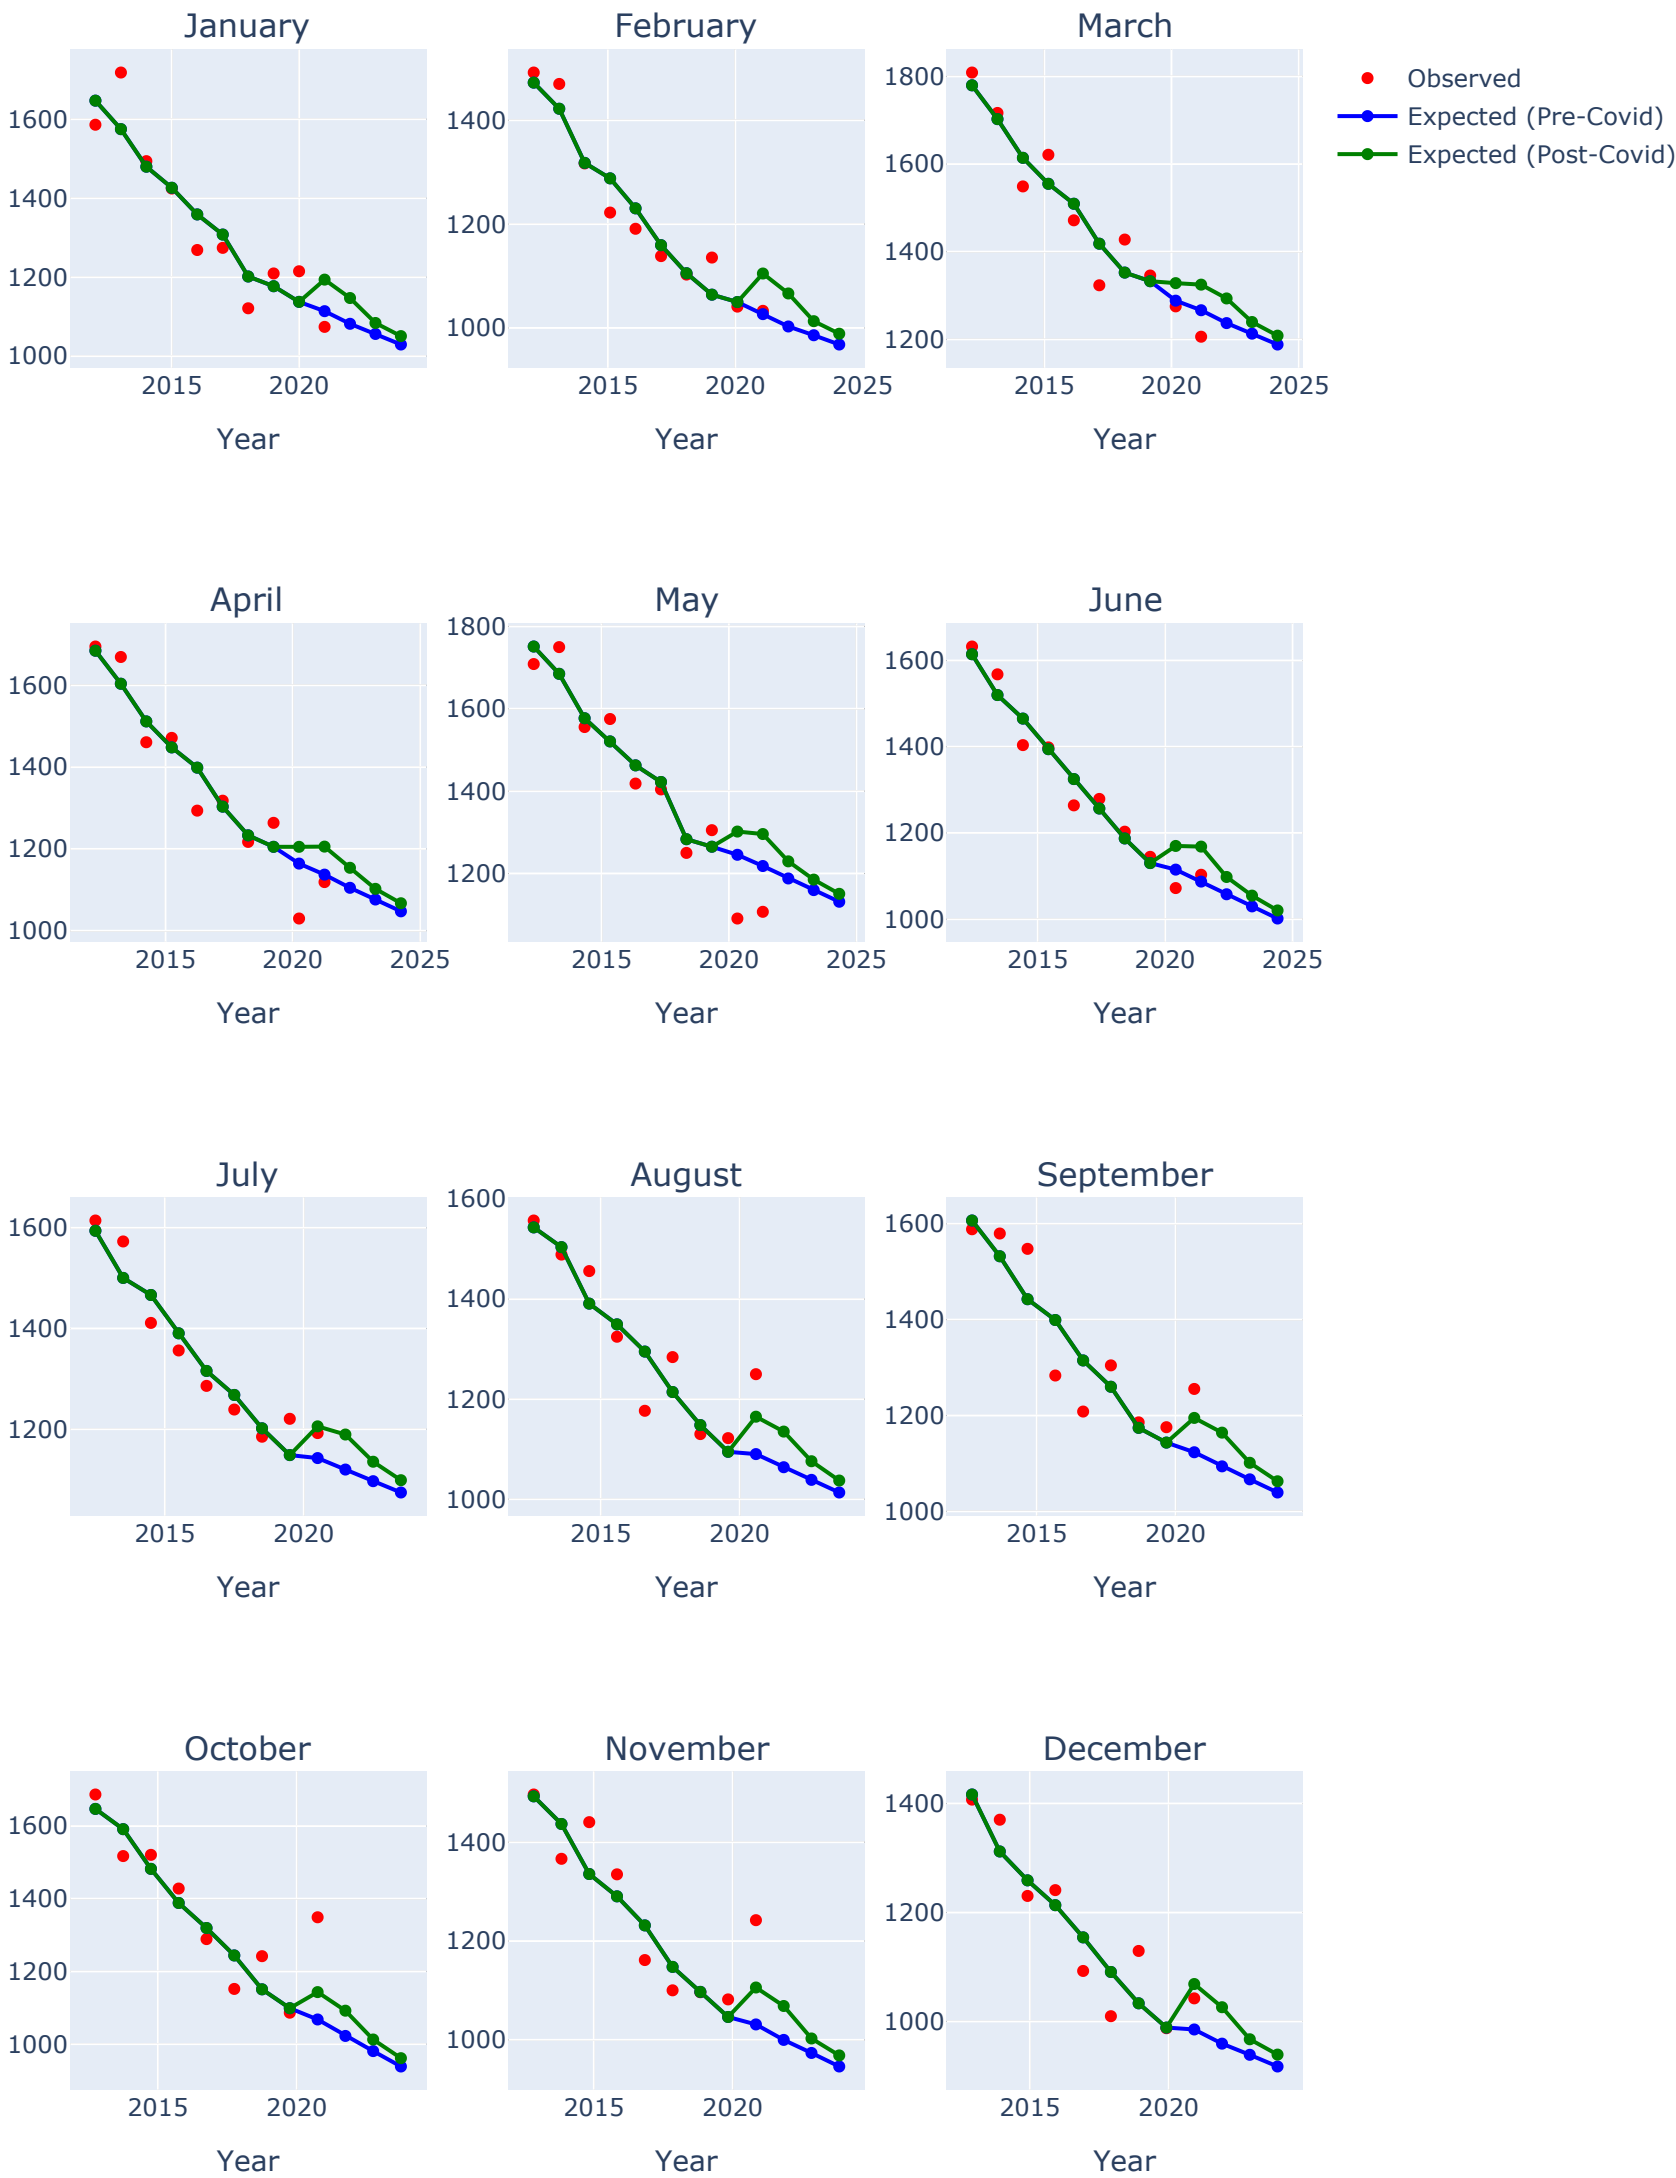 January February March
Observed
Expected (Pre-Covid)
Expected (Post-Covid)
1600
1400
1200
1000
2015 2020
Year
1400
1200
1000
2015 2020 2025
Year
1800
1600
1400
1200
2015 2020 2025
Year
April May June
1600
1400
1200
1000
2015 2020 2025
Year
1800
1600
1400
1200
2015 2020 2025
Year
1600
1400
1200
1000
2015 2020 2025
Year
July August September
1600
1400
1200
2015 2020
Year
1600
1400
1200
1000
2015 2020
Year
1600
1400
1200
1000
2015 2020
Year
October November December
1600
1400
1200
1000
2015 2020
Year
1400
1200
1000
2015 2020
Year
1400
1200
1000
2015 2020
Year